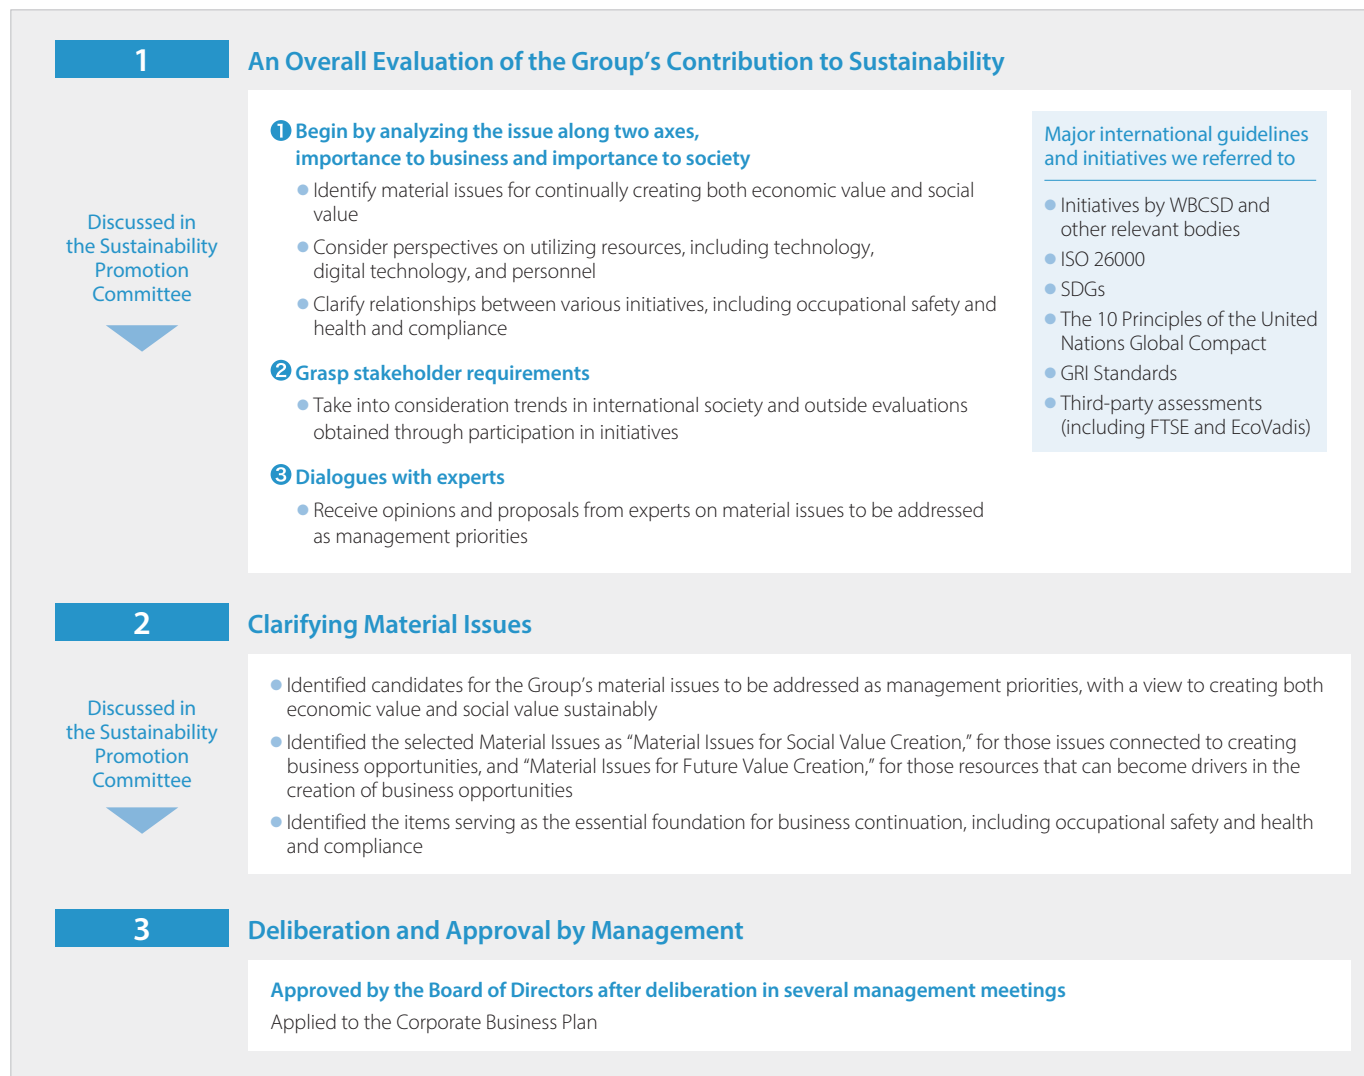 1
An Overall Evaluation of the Group’s Contribution to Sustainability
Discussed in
the Sustainability
Promotion
Committee
❶ Begin by analyzing the issue along two axes,
importance to business and importance to society
● Identify material issues for continually creating both economic value and social
value
● Consider perspectives on utilizing resources, including technology,
digital technology, and personnel
● Clarify relationships between various initiatives, including occupational safety and
health and compliance
❷ Grasp stakeholder requirements
● Take into consideration trends in international society and outside evaluations
obtained through participation in initiatives
❸ Dialogues with experts
● Receive opinions and proposals from experts on material issues to be addressed
as management priorities
Major international guidelines
and initiatives we referred to
● Initiatives by WBCSD and
other relevant bodies
● ISO 26000
● SDGs
● The 10 Principles of the United
Nations Global Compact
● GRI Standards
● Third-party assessments
(including FTSE and EcoVadis)
2
Clarifying Material Issues
Discussed in
the Sustainability
Promotion
Committee
● Identified candidates for the Group’s material issues to be addressed as management priorities, with a view to creating both
economic value and social value sustainably
● Identified the selected Material Issues as “Material Issues for Social Value Creation,” for those issues connected to creating
business opportunities, and “Material Issues for Future Value Creation,” for those resources that can become drivers in the
creation of business opportunities
● Identified the items serving as the essential foundation for business continuation, including occupational safety and health
and compliance
3
Deliberation and Approval by Management
Approved by the Board of Directors after deliberation in several management meetings
Applied to the Corporate Business Plan